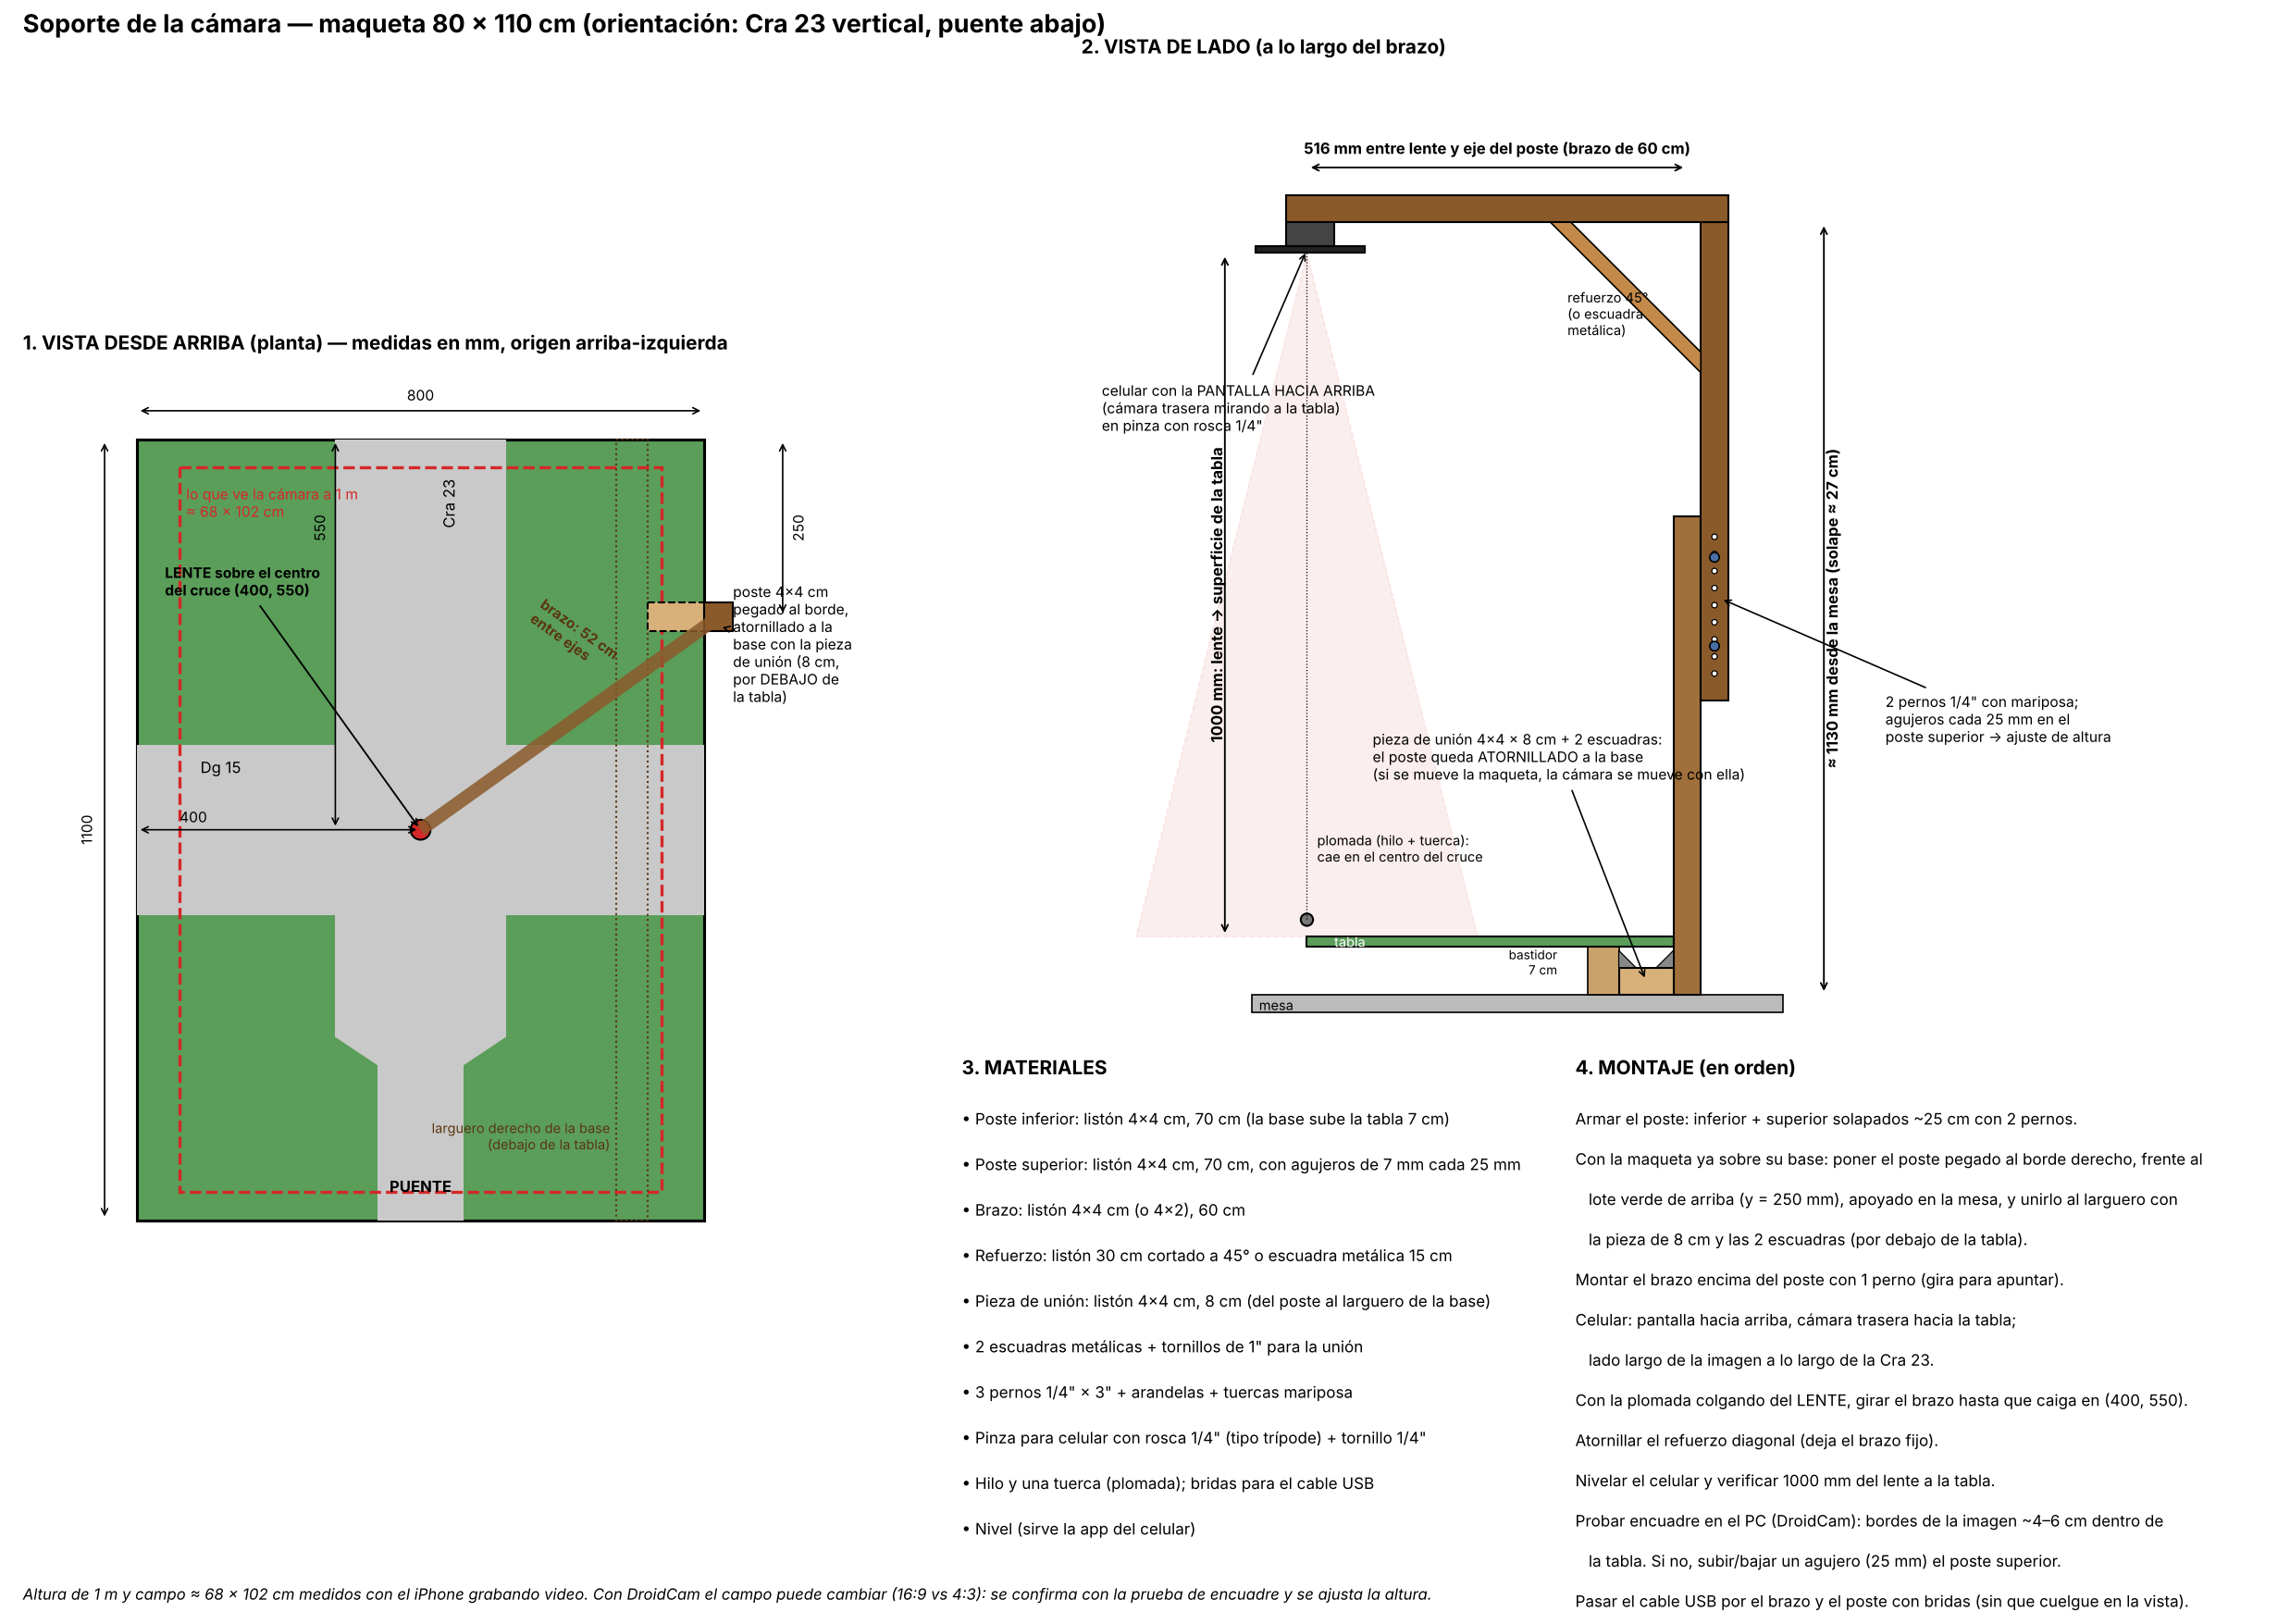 Soporte de la cámara — maqueta 80 × 110 cm (orientación: Cra 23 vertical, puente abajo)
1. VISTA DESDE ARRIBA (planta) — medidas en mm, origen arriba-izquierda
800
1100
lo que ve la cámara a 1 m
≈ 68 × 102 cm
550
Cra 23
250
LENTE sobre el centro
del cruce (400, 550)
brazo: 52 cm
entre ejes
poste 4×4 cm
pegado al borde,
atornillado a la
base con la pieza
de unión (8 cm,
por DEBAJO de
la tabla)
Dg 15
400
larguero derecho de la base
(debajo de la tabla)
PUENTE
2. VISTA DE LADO (a lo largo del brazo)
516 mm entre lente y eje del poste (brazo de 60 cm)
refuerzo 45°
(o escuadra
metálica)
celular con la PANTALLA HACIA ARRIBA
(cámara trasera mirando a la tabla)
en pinza con rosca 1/4"
1000 mm: lente → superficie de la tabla
≈ 1130 mm desde la mesa (solape ≈ 27 cm)
2 pernos 1/4" con mariposa;
agujeros cada 25 mm en el
poste superior → ajuste de altura
pieza de unión 4×4 × 8 cm + 2 escuadras:
el poste queda ATORNILLADO a la base
(si se mueve la maqueta, la cámara se mueve con ella)
plomada (hilo + tuerca):
cae en el centro del cruce
tabla
bastidor
7 cm
mesa
3. MATERIALES
• Poste inferior: listón 4×4 cm, 70 cm (la base sube la tabla 7 cm)
• Poste superior: listón 4×4 cm, 70 cm, con agujeros de 7 mm cada 25 mm
• Brazo: listón 4×4 cm (o 4×2), 60 cm
• Refuerzo: listón 30 cm cortado a 45° o escuadra metálica 15 cm
• Pieza de unión: listón 4×4 cm, 8 cm (del poste al larguero de la base)
• 2 escuadras metálicas + tornillos de 1" para la unión
• 3 pernos 1/4" × 3" + arandelas + tuercas mariposa
• Pinza para celular con rosca 1/4" (tipo trípode) + tornillo 1/4"
• Hilo y una tuerca (plomada); bridas para el cable USB
• Nivel (sirve la app del celular)
4. MONTAJE (en orden)
Armar el poste: inferior + superior solapados ~25 cm con 2 pernos.
Con la maqueta ya sobre su base: poner el poste pegado al borde derecho, frente al
lote verde de arriba (y = 250 mm), apoyado en la mesa, y unirlo al larguero con
la pieza de 8 cm y las 2 escuadras (por debajo de la tabla).
Montar el brazo encima del poste con 1 perno (gira para apuntar).
Celular: pantalla hacia arriba, cámara trasera hacia la tabla;
lado largo de la imagen a lo largo de la Cra 23.
Con la plomada colgando del LENTE, girar el brazo hasta que caiga en (400, 550).
Atornillar el refuerzo diagonal (deja el brazo fijo).
Nivelar el celular y verificar 1000 mm del lente a la tabla.
Probar encuadre en el PC (DroidCam): bordes de la imagen ~4–6 cm dentro de
la tabla. Si no, subir/bajar un agujero (25 mm) el poste superior.
Pasar el cable USB por el brazo y el poste con bridas (sin que cuelgue en la vista).
Altura de 1 m y campo ≈ 68 × 102 cm medidos con el iPhone grabando video. Con DroidCam el campo puede cambiar (16:9 vs 4:3): se confirma con la prueba de encuadre y se ajusta la altura.